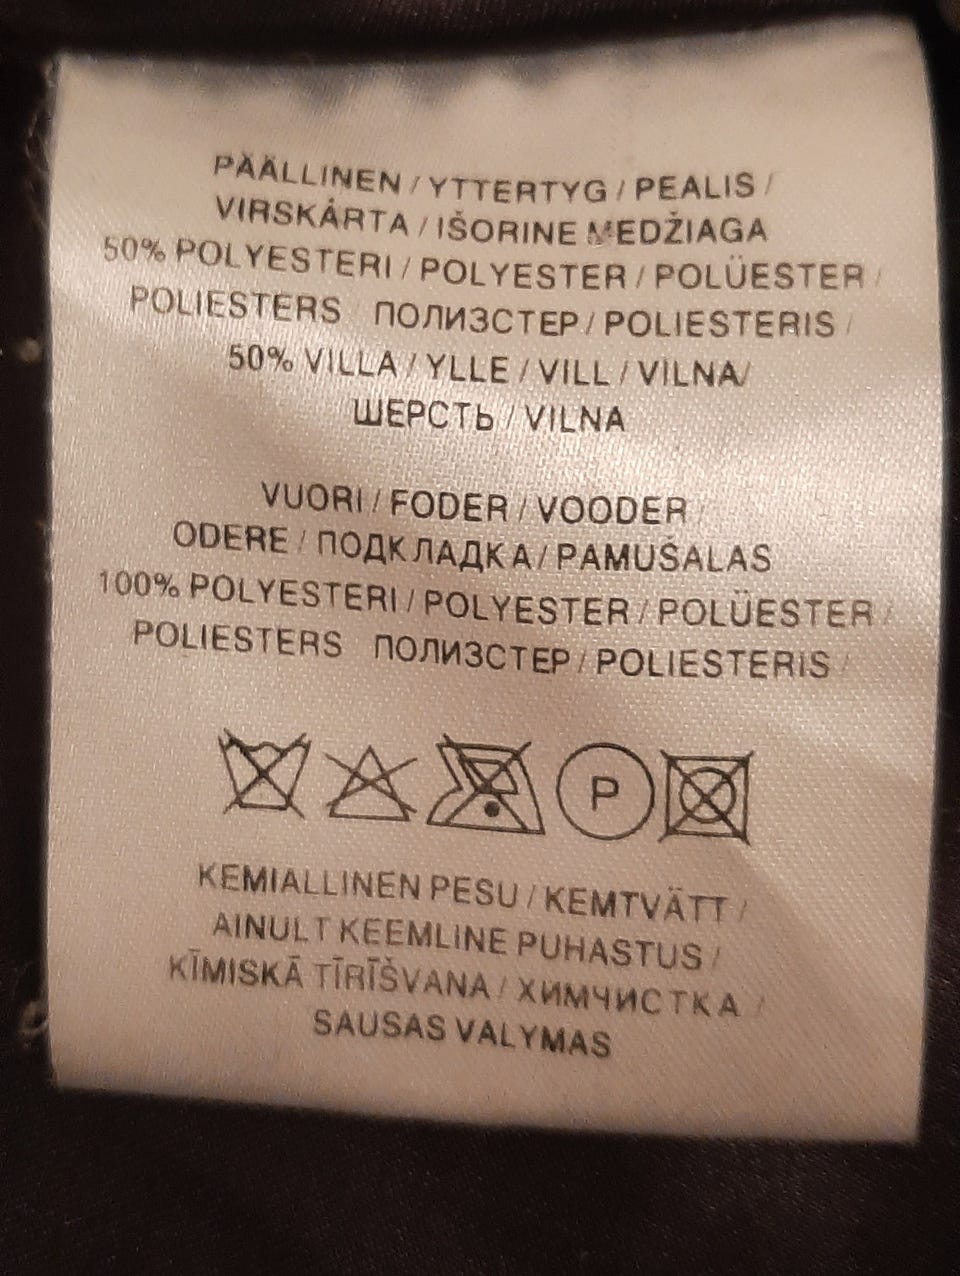 PÄÄLLINEN / YTTERTYG / PEALIS /
VIRSKÁRTA / IŠORINE MEDŽIAGA
50% POLYESTERI / POLYESTER / POLÜESTER /
POLIESTERS ПОЛИЗСТЕР / POLIESTERIS /
50% VILLA / YLLE / VILL / VILNA/
ШЕРСТЬ / VILNA
VUORI / FODER / VOODER /
ODERE / ПОДКЛАДКА / PAMUŠALAS
100% POLYESTERI / POLYESTER / POLÜESTER /
POLIESTERS ПОЛИЗСТЕР / POLIESTERIS /
P
KEMIALLINEN PESU / KEMTVÄTT /
AINULT KEEMLINE PUHASTUS /
KĪMISKĀ TĪRĪŠVANA / ХИМЧИСТКА /
SAUSAS VALYMAS